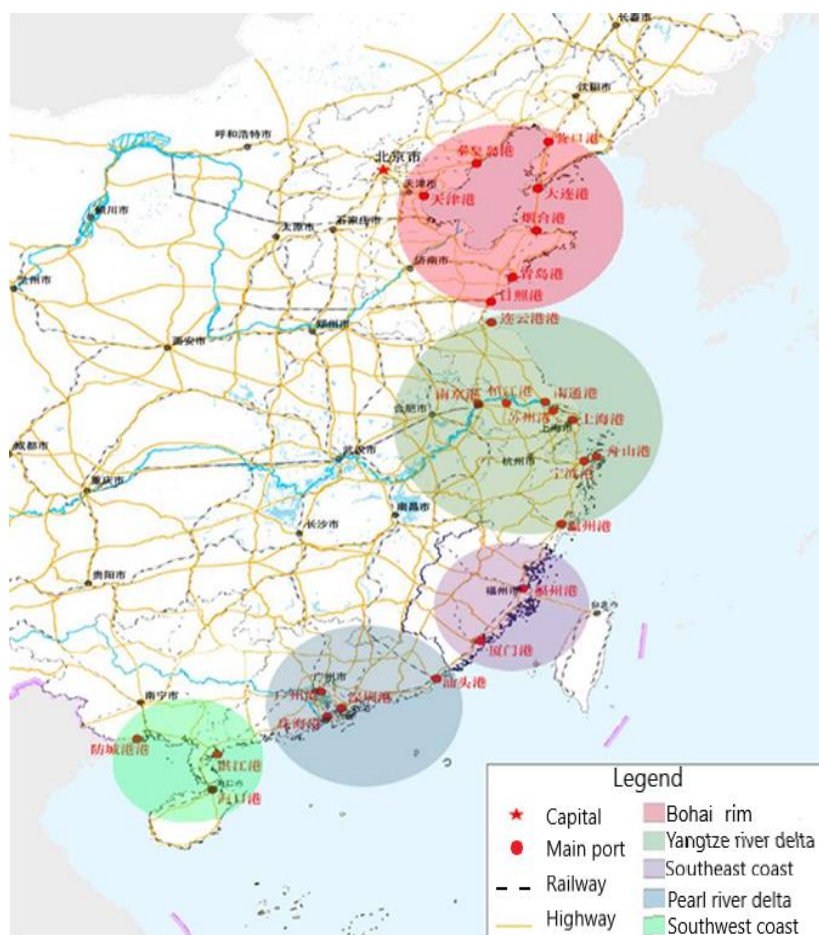 长春市
沈阳市
呼和浩特市
北京市
秦皇岛港
营口港
天津市
天津港
大连港
银川市
太原市
石家庄市
烟台港
济南市
兰州市
青岛港
日照港
西安市
郑州市
连云港港
南京港
镇江港
南通港
合肥市
苏州港
上海港
上海市
成都市
武汉市
杭州市
舟山港
宁波港
重庆市
南昌市
温州港
长沙市
贵阳市
福州市
福州港
台北市
厦门港
广州市
汕头港
南宁市
广州港
深圳港
珠海港
防城港港
湛江港
海口市
海口港
Legend
Capital
Main port
Railway
Highway
Bohai rim
Yangtze river delta
Southeast coast
Pearl river delta
Southwest coast